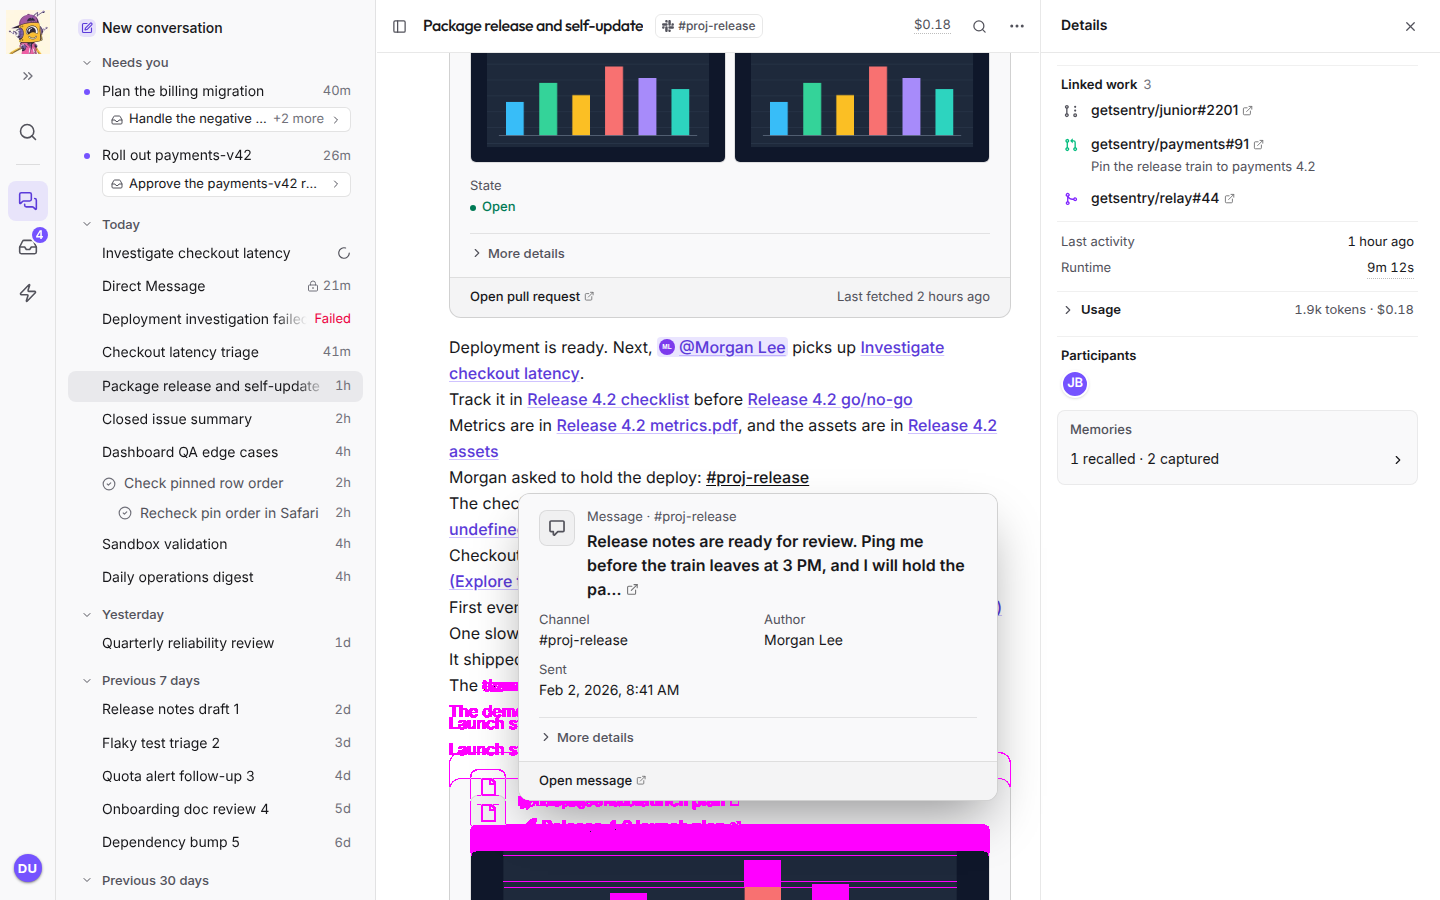 New conversation
Needs you
Plan the billing migration 40m
Handle the negative ... +2 more
Roll out payments-v42 26m
Approve the payments-v42 r...
Today
Investigate checkout latency
Direct Message 21m
Deployment investigation failed Failed
Checkout latency triage 41m
Package release and self-update 1h
Closed issue summary 2h
Dashboard QA edge cases 4h
Check pinned row order 2h
Recheck pin order in Safari 2h
Sandbox validation 4h
Daily operations digest 4h
Yesterday
Quarterly reliability review 1d
Previous 7 days
Release notes draft 1 2d
Flaky test triage 2 3d
Quota alert follow-up 3 4d
Onboarding doc review 4 5d
Dependency bump 5 6d
Previous 30 days
4
DU
Package release and self-update #proj-release $0.18
State
Open
More details
Open pull request Last fetched 2 hours ago
Deployment is ready. Next, ML @Morgan Lee picks up Investigate
checkout latency.
Track it in Release 4.2 checklist before Release 4.2 go/no-go
Metrics are in Release 4.2 metrics.pdf, and the assets are in Release 4.2
assets
Morgan asked to hold the deploy: #proj-release
The chec
undefine
Checkout
(Explore
First ever )
One slow
It shipped
The
The dem
Launch s
Launch s
Message · #proj-release
Release notes are ready for review. Ping me
before the train leaves at 3 PM, and I will hold the
pa...
Channel Author
#proj-release Morgan Lee
Sent
Feb 2, 2026, 8:41 AM
More details
Open message
Details
Linked work 3
getsentry/junior#2201
getsentry/payments#91
Pin the release train to payments 4.2
getsentry/relay#44
Last activity 1 hour ago
Runtime 9m 12s
Usage 1.9k tokens · $0.18
Participants
JB
Memories
1 recalled · 2 captured